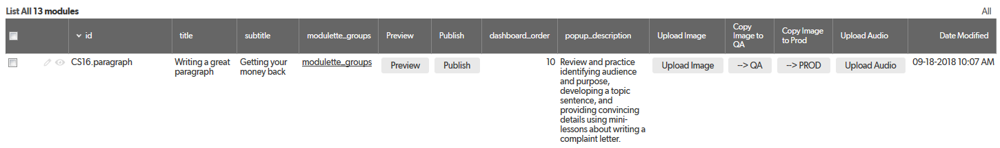 List All 13 modules All
id title subtitle modulette_groups Preview Publish dashboard_order popup_description Upload Image Copy Image to QA Copy Image to Prod Upload Audio Date Modified
CS16.paragraph Writing a great Getting your modulette_groups Preview Publish 10 Review and practice Upload Image --> QA --> PROD Upload Audio 09-18-2018 10:07 AM
paragraph money back identifying audience
and purpose,
developing a topic
sentence, and
providing convincing
details using mini-
lessons about writing a
complaint letter.